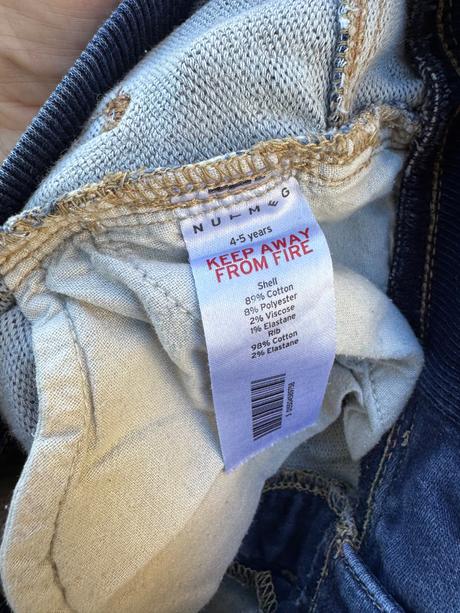 NUTMEG
4-5 years
KEEP AWAY
FROM FIRE
Shell
89% Cotton
8% Polyester
2% Viscose
1% Elastane
Rib
98% Cotton
2% Elastane